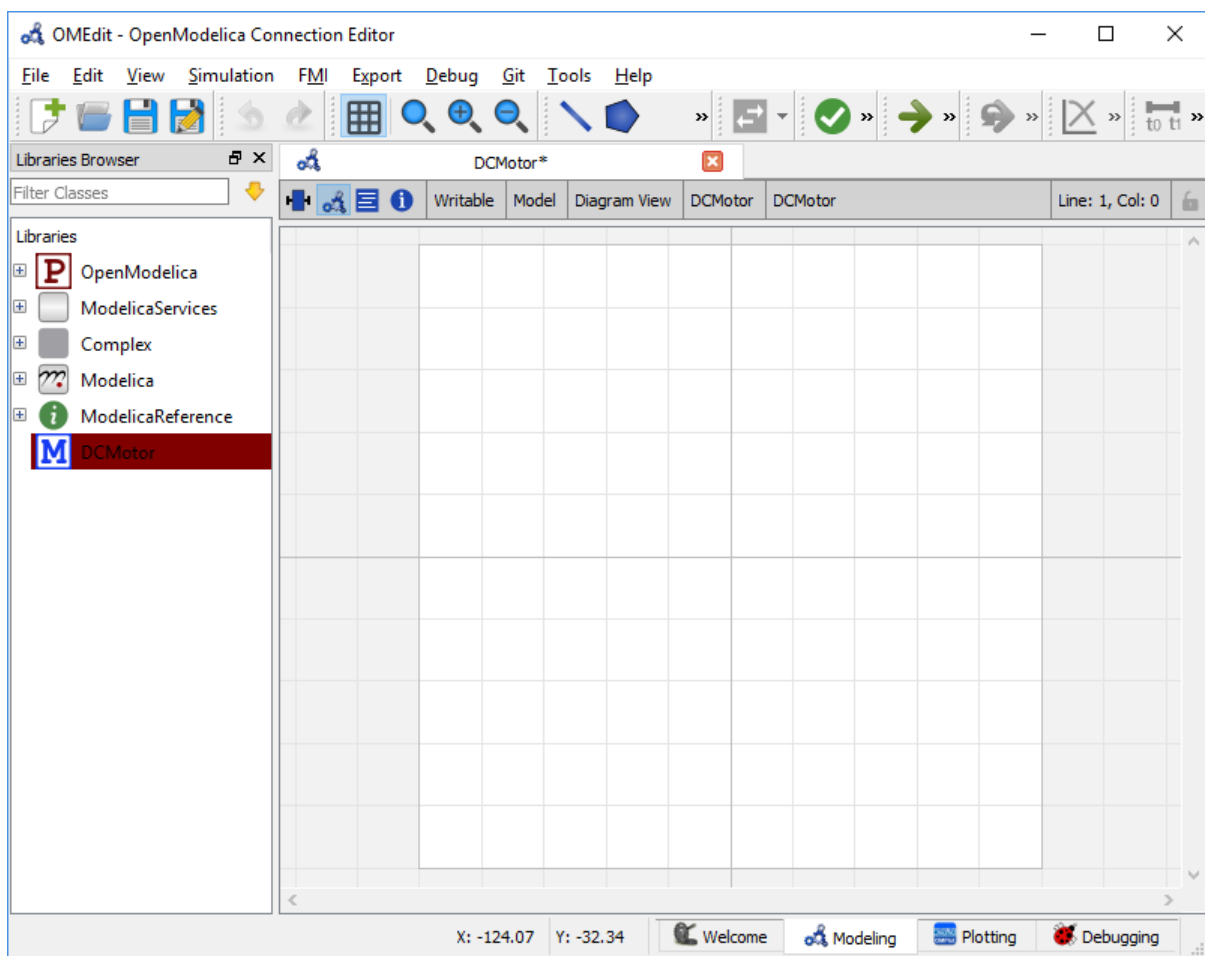 OMEdit - OpenModelica Connection Editor
File Edit View Simulation FMI Export Debug Git Tools Help
» » » » » t0 t1 »
Libraries Browser
DCMotor*
Filter Classes
Writable Model Diagram View DCMotor DCMotor Line: 1, Col: 0
Libraries
P OpenModelica
ModelicaServices
Complex
Modelica
i ModelicaReference
M DCMotor
X: -124.07 Y: -32.34 Welcome Modeling Plotting Debugging